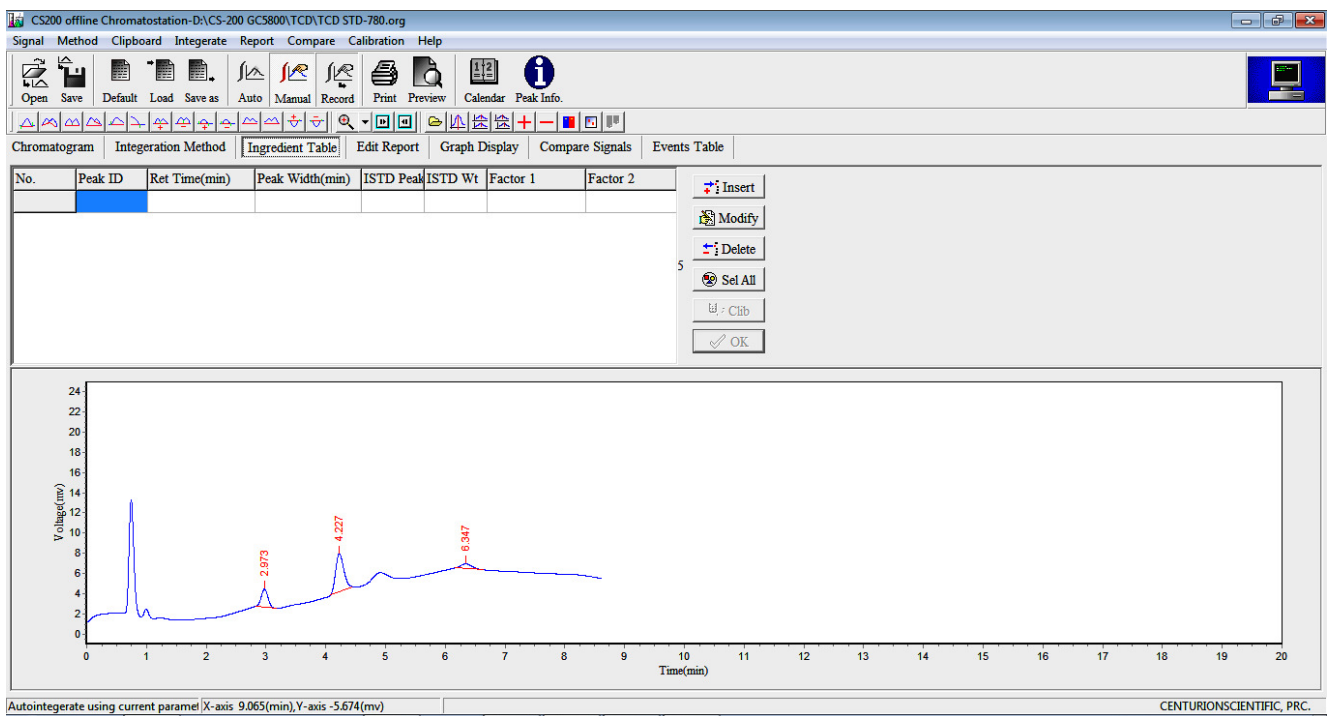 CS200 offline Chromatostation-D:\CS-200 GC5800\TCD\TCD STD-780.org
Signal Method Clipboard Integerate Report Compare Calibration Help
Open Save Default Load Save as Auto Manual Record Print Preview Calendar Peak Info.
Chromatogram Integeration Method Ingredient Table Edit Report Graph Display Compare Signals Events Table
No. Peak ID Ret Time(min) Peak Width(min) ISTD Peak ISTD Wt Factor 1 Factor 2
Insert
Modify
Delete
5
Sel All
Clib
OK
24
22
20
18
16
14
12
10
8
6
4
2
0
Voltage(mv)
2.973
4.227
6.347
0 1 2 3 4 5 6 7 8 9 10 11 12 13 14 15 16 17 18 19 20
Time(min)
Autointegerate using current paramet X-axis 9.065(min),Y-axis -5.674(mv) CENTURIONSCIENTIFIC, PRC.